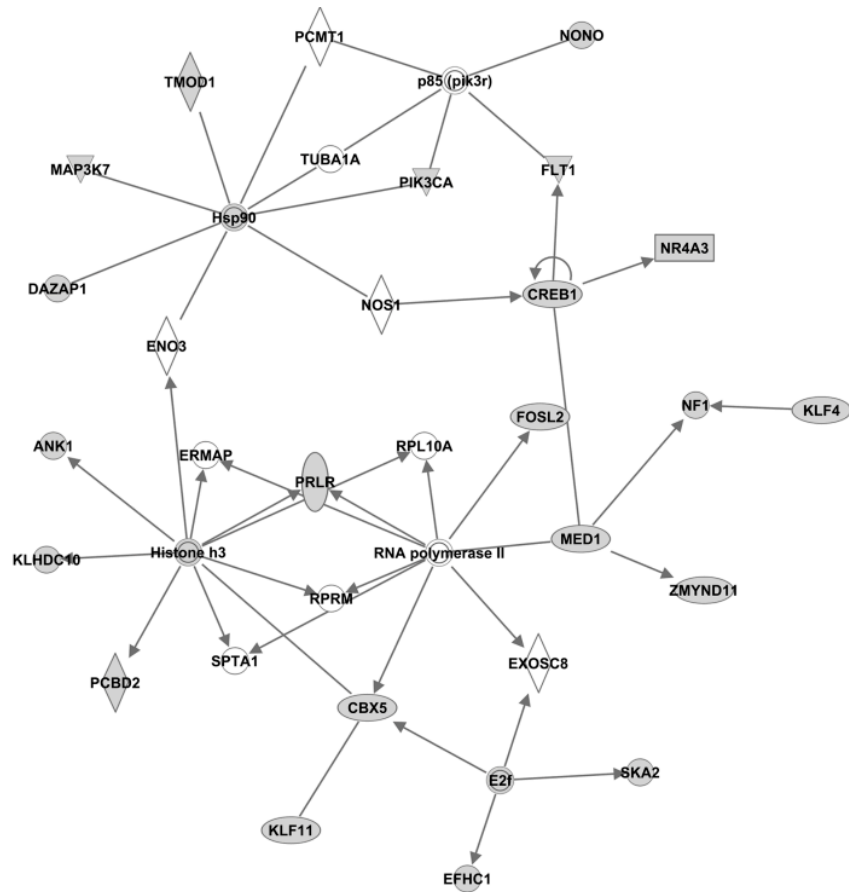 PCMT1
NONO
TMOD1
p85 (pik3r)
MAP3K7
TUBA1A
PIK3CA
FLT1
Hsp90
NR4A3
DAZAP1
NOS1
CREB1
ENO3
FOSL2
NF1
KLF4
ANK1
ERMAP
RPL10A
PRLR
KLHDC10
Histone h3
RNA polymerase II
MED1
RPRM
ZMYND11
PCBD2
SPTA1
EXOSC8
CBX5
E2f
SKA2
KLF11
EFHC1